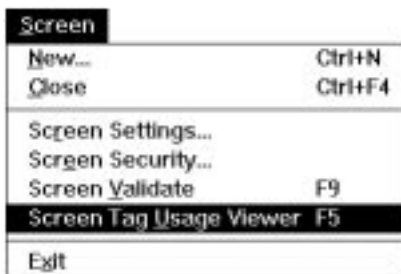 Screen
New... Ctrl+N
Close Ctrl+F4
Screen Settings...
Screen Security...
Screen Validate F9
Screen Tag Usage Viewer F5
Exit